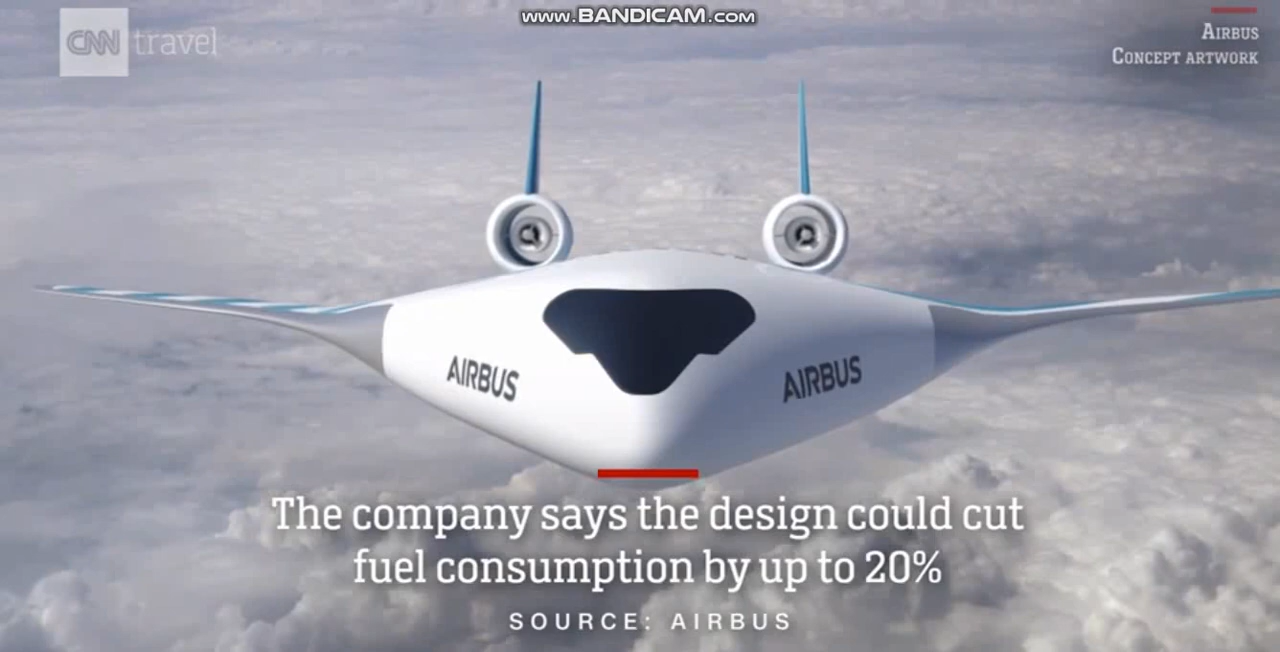 www.BANDICAM.com
CNN travel
AIRBUS
CONCEPT ARTWORK
AIRBUS
AIRBUS
The company says the design could cut
fuel consumption by up to 20%
SOURCE: AIRBUS